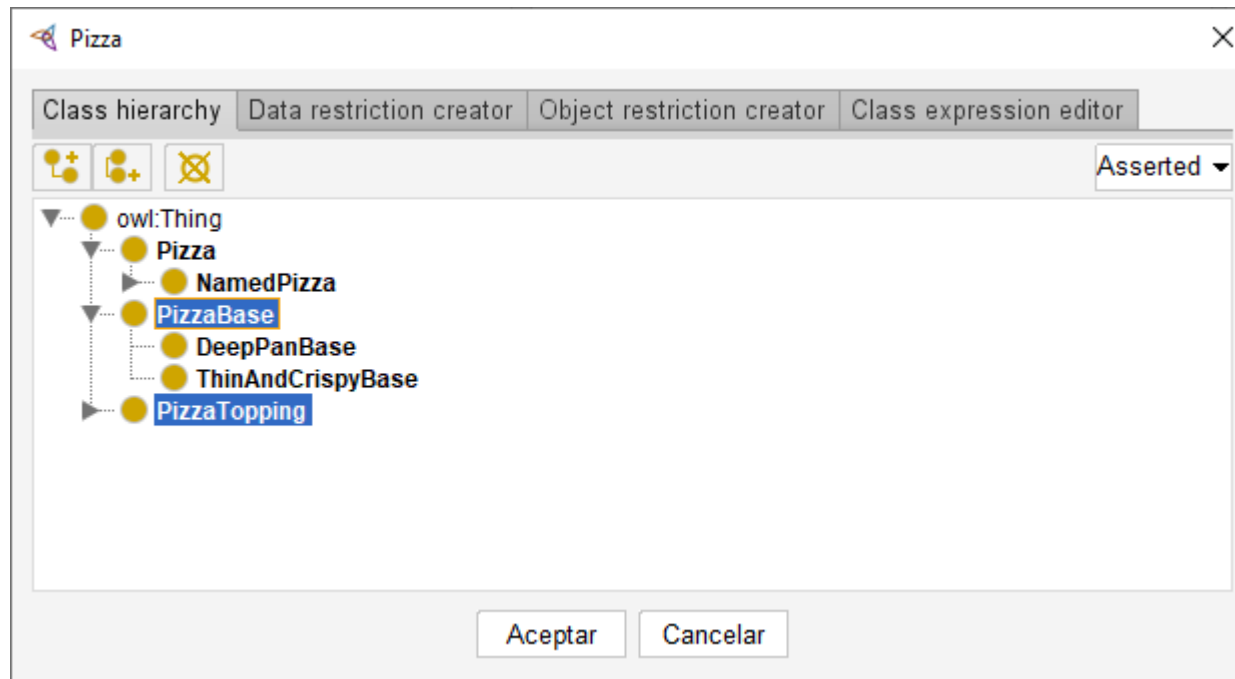 Pizza
Class hierarchy Data restriction creator Object restriction creator Class expression editor
Asserted
owl:Thing
Pizza
NamedPizza
PizzaBase
DeepPanBase
ThinAndCrispyBase
PizzaTopping
Aceptar Cancelar